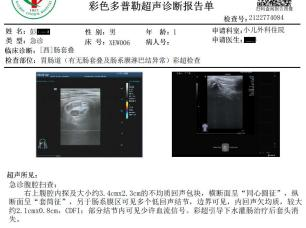 彩色多普勒超声诊断报告单
检查号:2122774094
姓 名:彭
性 别:男
年 龄:1
申请科室:小儿外科住院
类 型:急诊
床 号:XEW006
病人号:
申请医生:
临床诊断:[西]肠套叠
检查部位:胃肠道(有无肠套叠及肠系膜淋巴结异常)彩超检查
超声所见:
急诊腹腔扫查:
右上腹腔内探及大小约3.4cmx2.3cm的不均质回声包块,横断面呈“同心圆征”,纵
断面呈“套筒征”,另于肠系膜区可见多个低回声结节,边界可见,内回声欠均质,较大
约2.1cmx0.8cm,CDFI:部分结节内可见少许血流信号。彩超引导下水灌肠治疗后套头消
失。